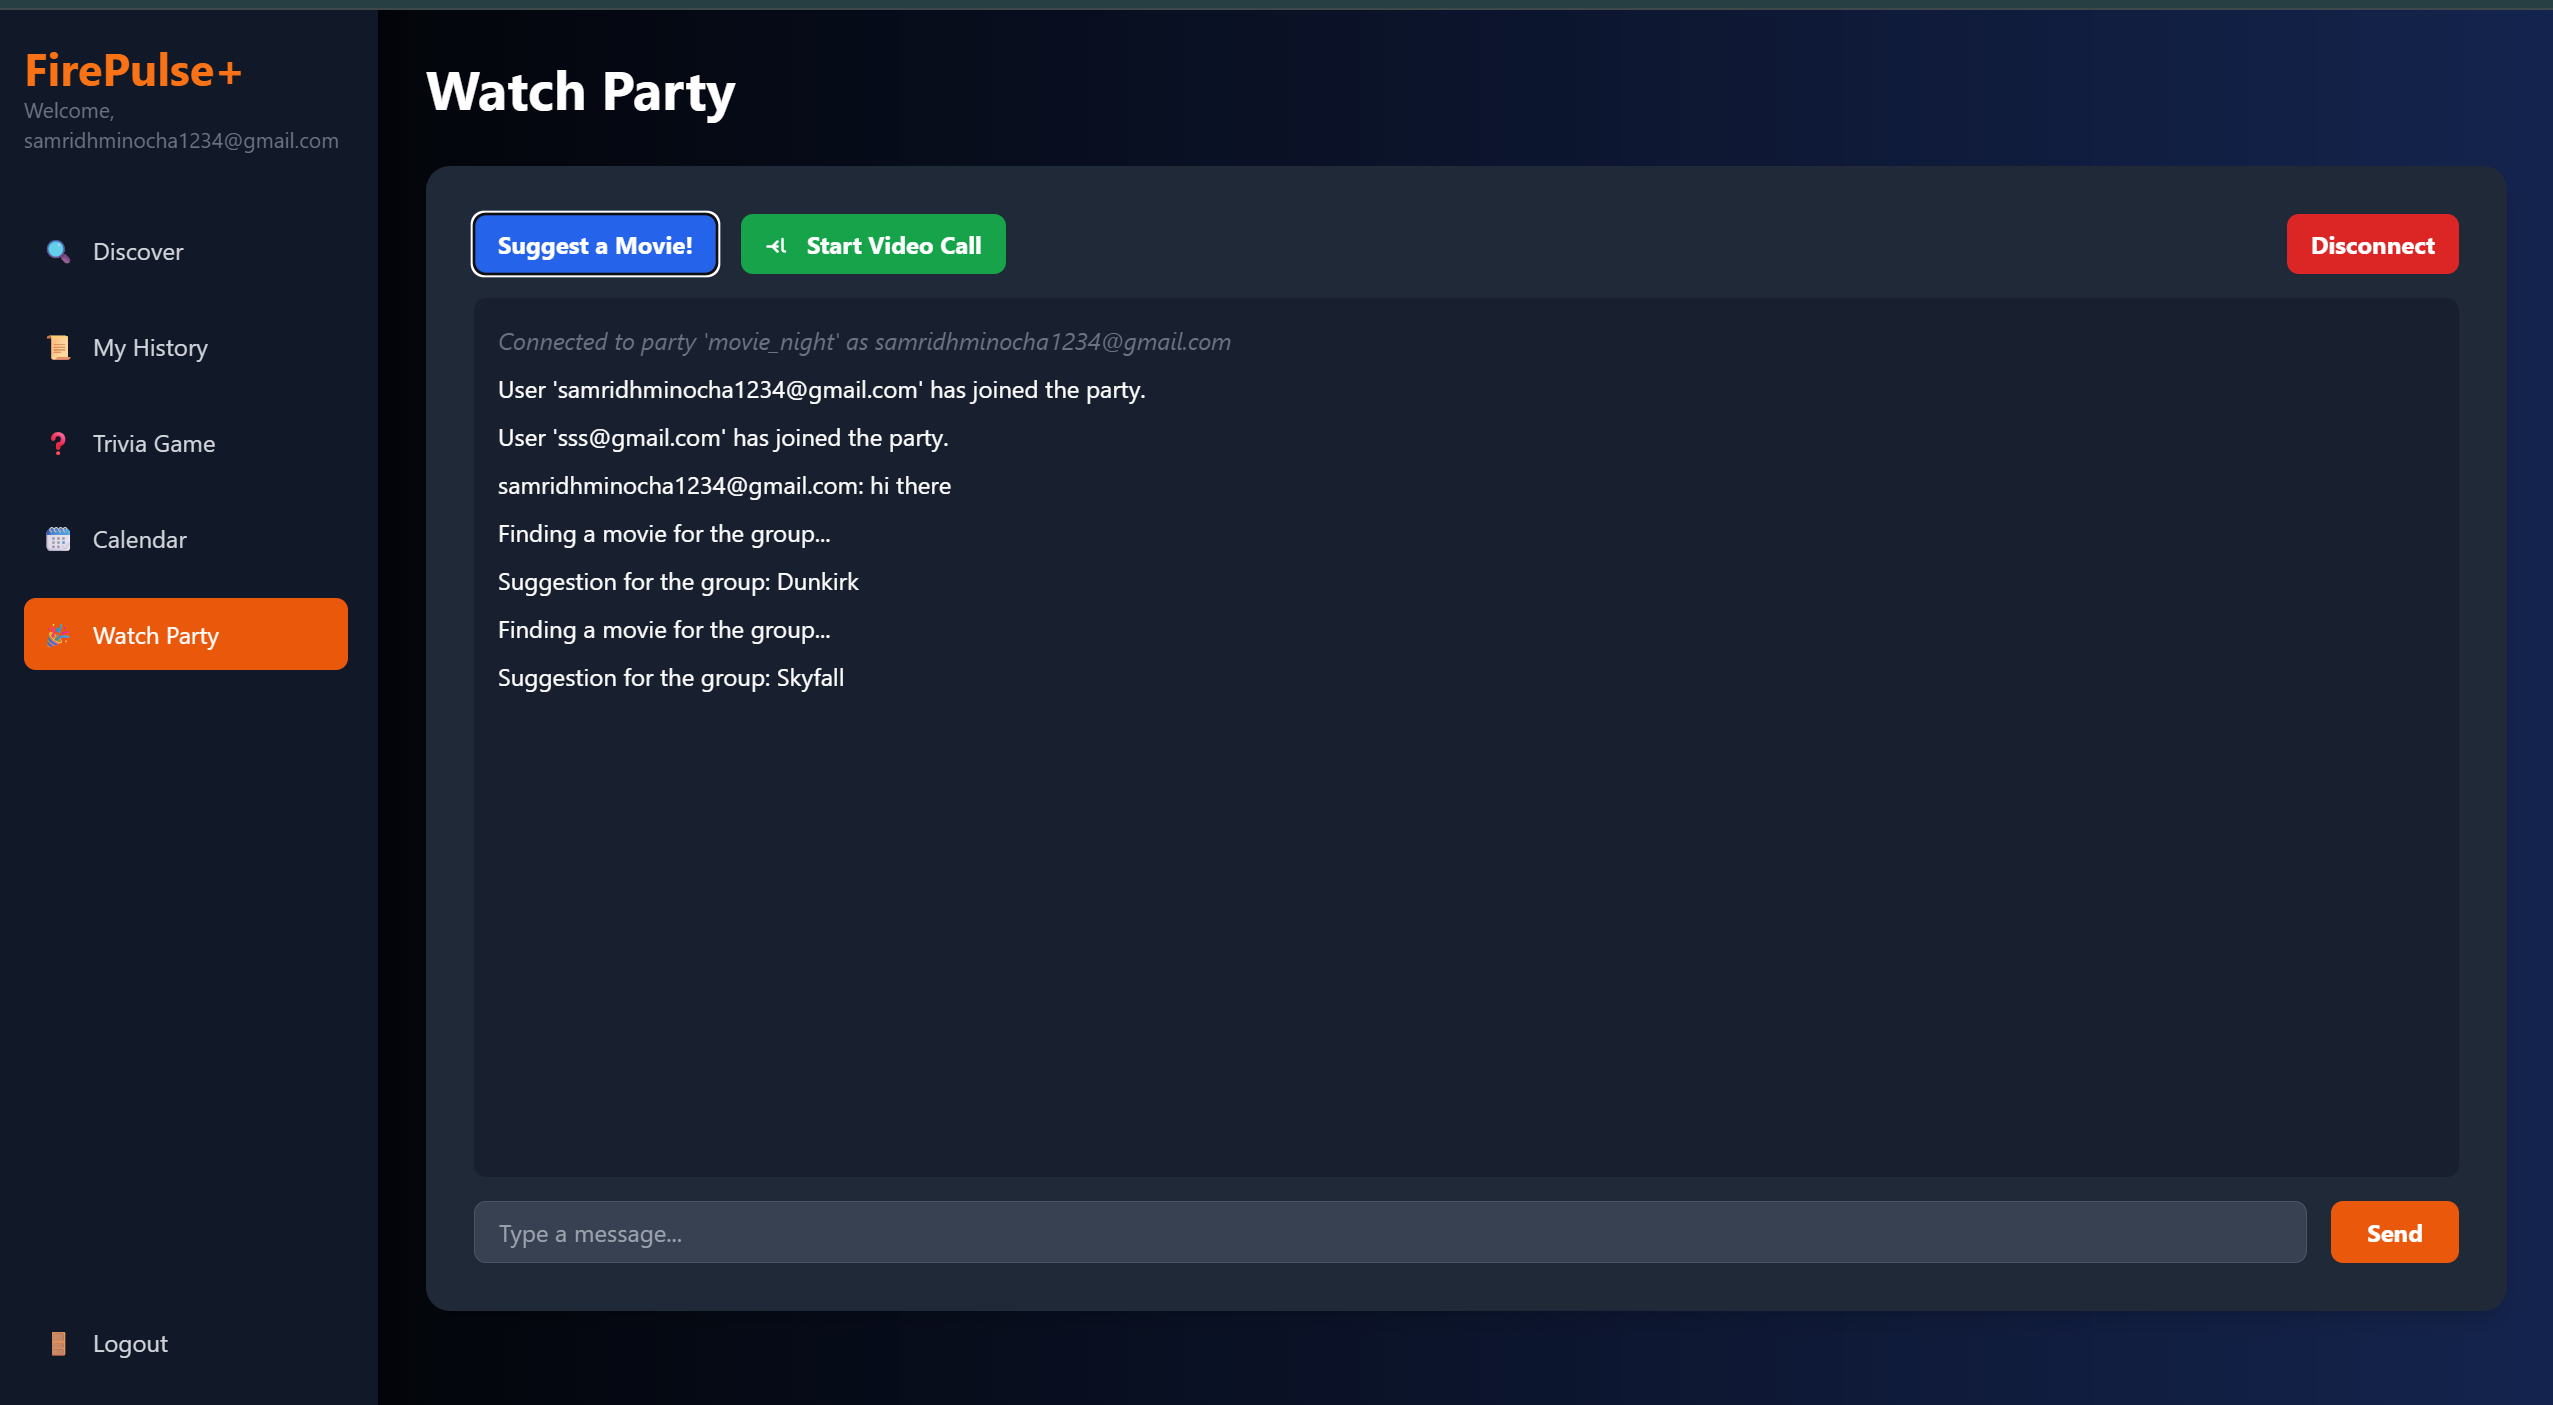 FirePulse+
Welcome,
samridhminocha1234@gmail.com
Discover
My History
Trivia Game
Calendar
Watch Party
Logout
Watch Party
Suggest a Movie!
Start Video Call
Disconnect
Connected to party 'movie_night' as samridhminocha1234@gmail.com
User 'samridhminocha1234@gmail.com' has joined the party.
User 'sss@gmail.com' has joined the party.
samridhminocha1234@gmail.com: hi there
Finding a movie for the group...
Suggestion for the group: Dunkirk
Finding a movie for the group...
Suggestion for the group: Skyfall
Type a message...
Send